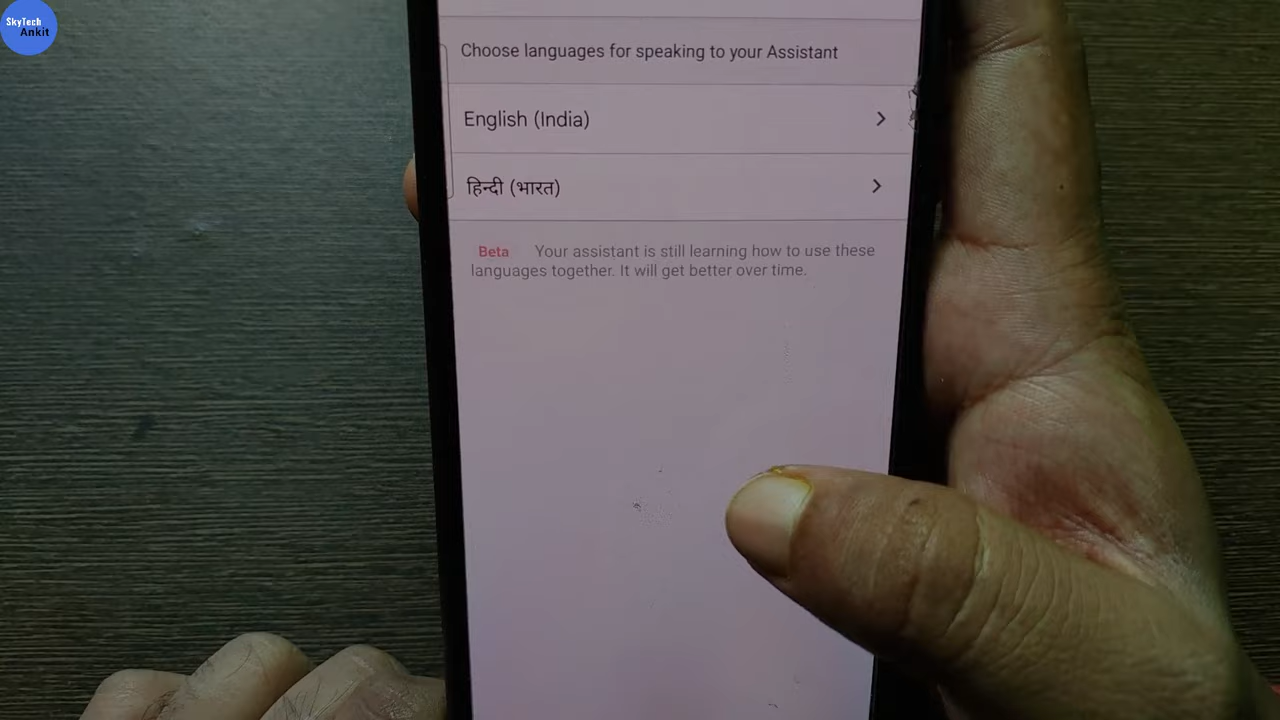 SkyTech
Ankit
Choose languages for speaking to your Assistant
English (India)
हिन्दी (भारत)
Beta Your assistant is still learning how to use these
languages together. It will get better over time.